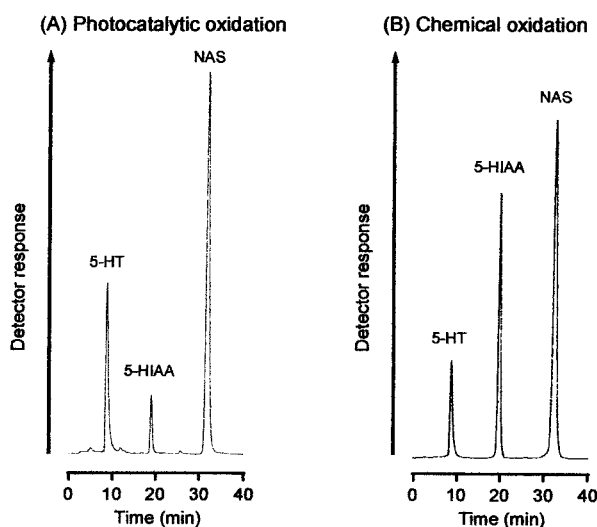 (A) Photocatalytic oxidation
NAS
5-HT
5-HIAA
Detector response
0 10 20 30 40
Time (min)
(B) Chemical oxidation
NAS
5-HIAA
5-HT
Detector response
0 10 20 30 40
Time (min)